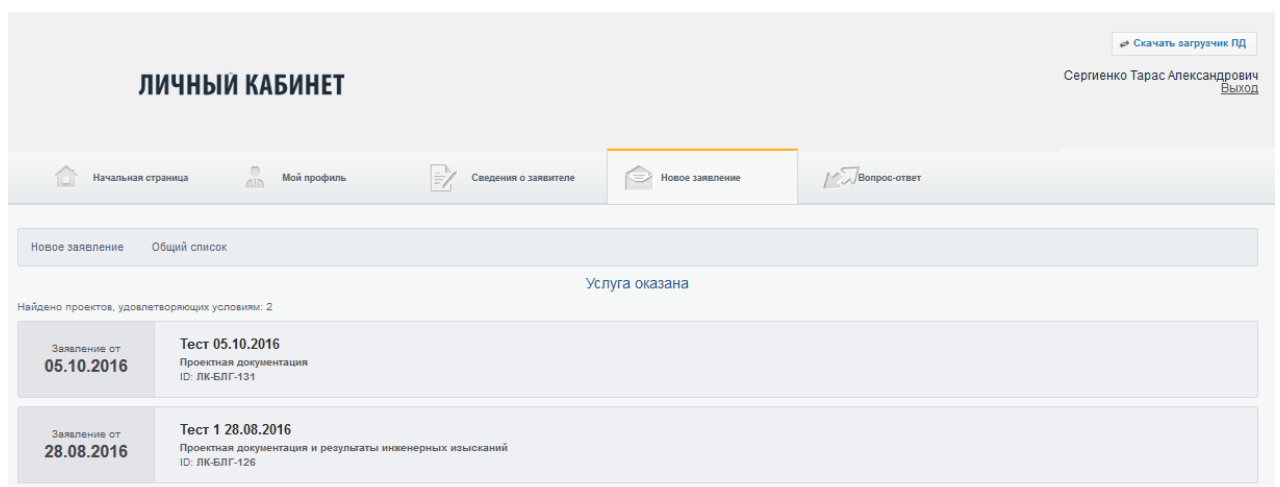 Скачать загрузчик ПД
ЛИЧНЫЙ КАБИНЕТ
Сергиенко Тарас Александрович
Выход
Начальная страница
Мой профиль
Сведения о заявителе
Новое заявление
Вопрос-ответ
Новое заявление
Общий список
Услуга оказана
Найдено проектов, удовлетворяющих условиям: 2
Заявление от
05.10.2016
Тест 05.10.2016
Проектная документация
ID: ЛК-БЛГ-131
Заявление от
28.08.2016
Тест 1 28.08.2016
Проектная документация и результаты инженерных изысканий
ID: ЛК-БЛГ-126